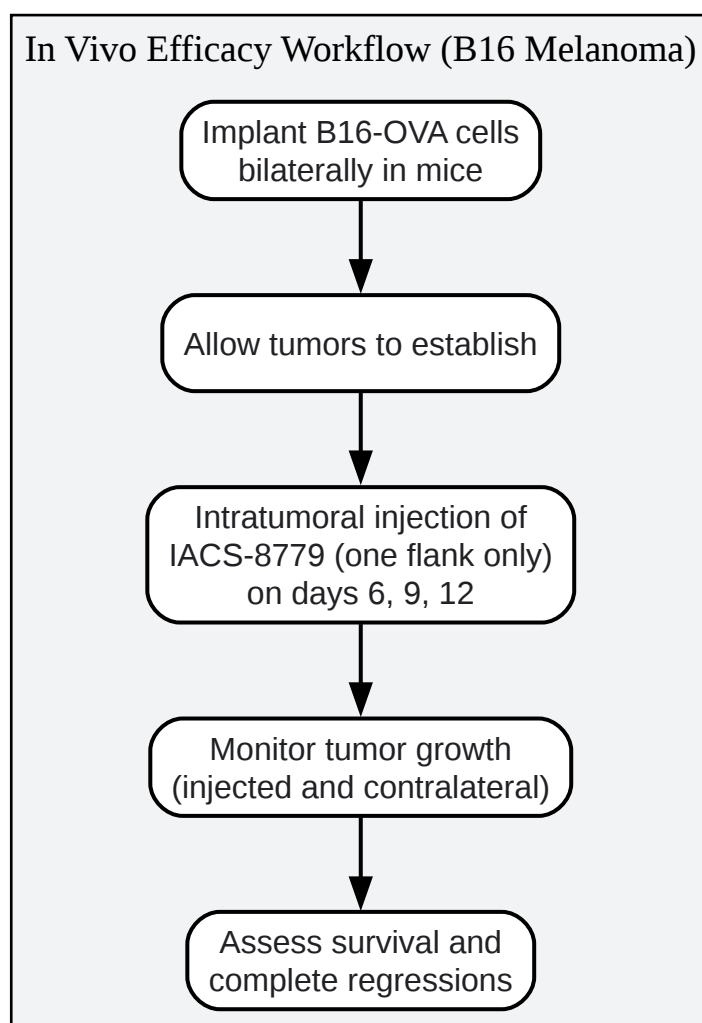 In Vivo Efficacy Workflow (B16 Melanoma)
Implant B16-OVA cells
bilaterally in mice
Allow tumors to establish
Intratumoral injection of
IACS-8779 (one flank only)
on days 6, 9, 12
Monitor tumor growth
(injected and contralateral)
Assess survival and
complete regressions